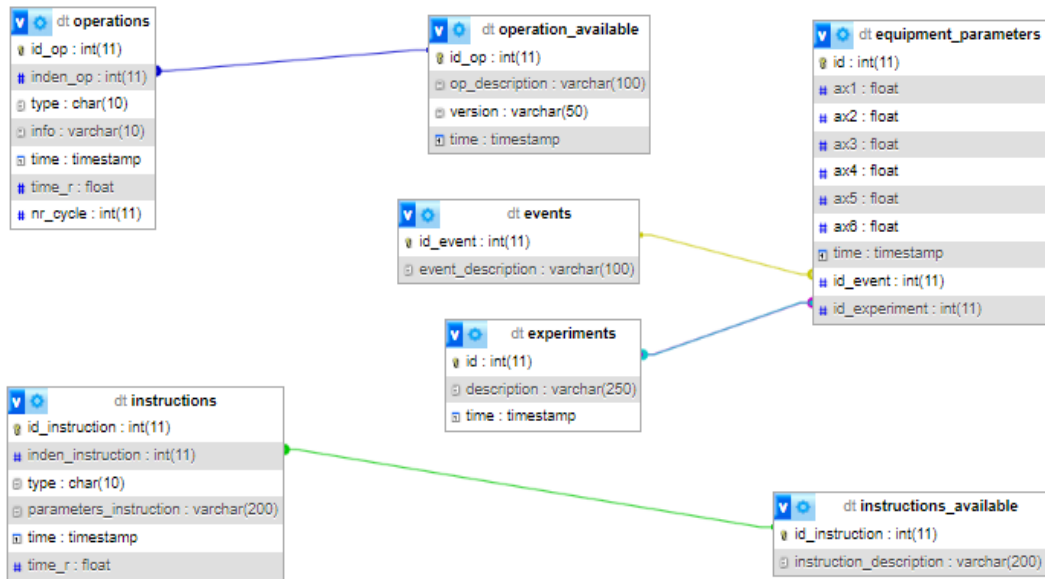 dt operations
id_op : int(11)
inden_op : int(11)
type : char(10)
info : varchar(10)
time : timestamp
time_r : float
nr_cycle : int(11)
dt operation_available
id_op : int(11)
op_description : varchar(100)
version : varchar(50)
time : timestamp
dt equipment_parameters
id : int(11)
ax1 : float
ax2 : float
ax3 : float
ax4 : float
ax5 : float
ax6 : float
time : timestamp
id_event : int(11)
id_experiment : int(11)
dt events
id_event : int(11)
event_description : varchar(100)
dt experiments
id : int(11)
description : varchar(250)
time : timestamp
dt instructions
id_instruction : int(11)
inden_instruction : int(11)
type : char(10)
parameters_instruction : varchar(200)
time : timestamp
time_r : float
dt instructions_available
id_instruction : int(11)
instruction_description : varchar(200)